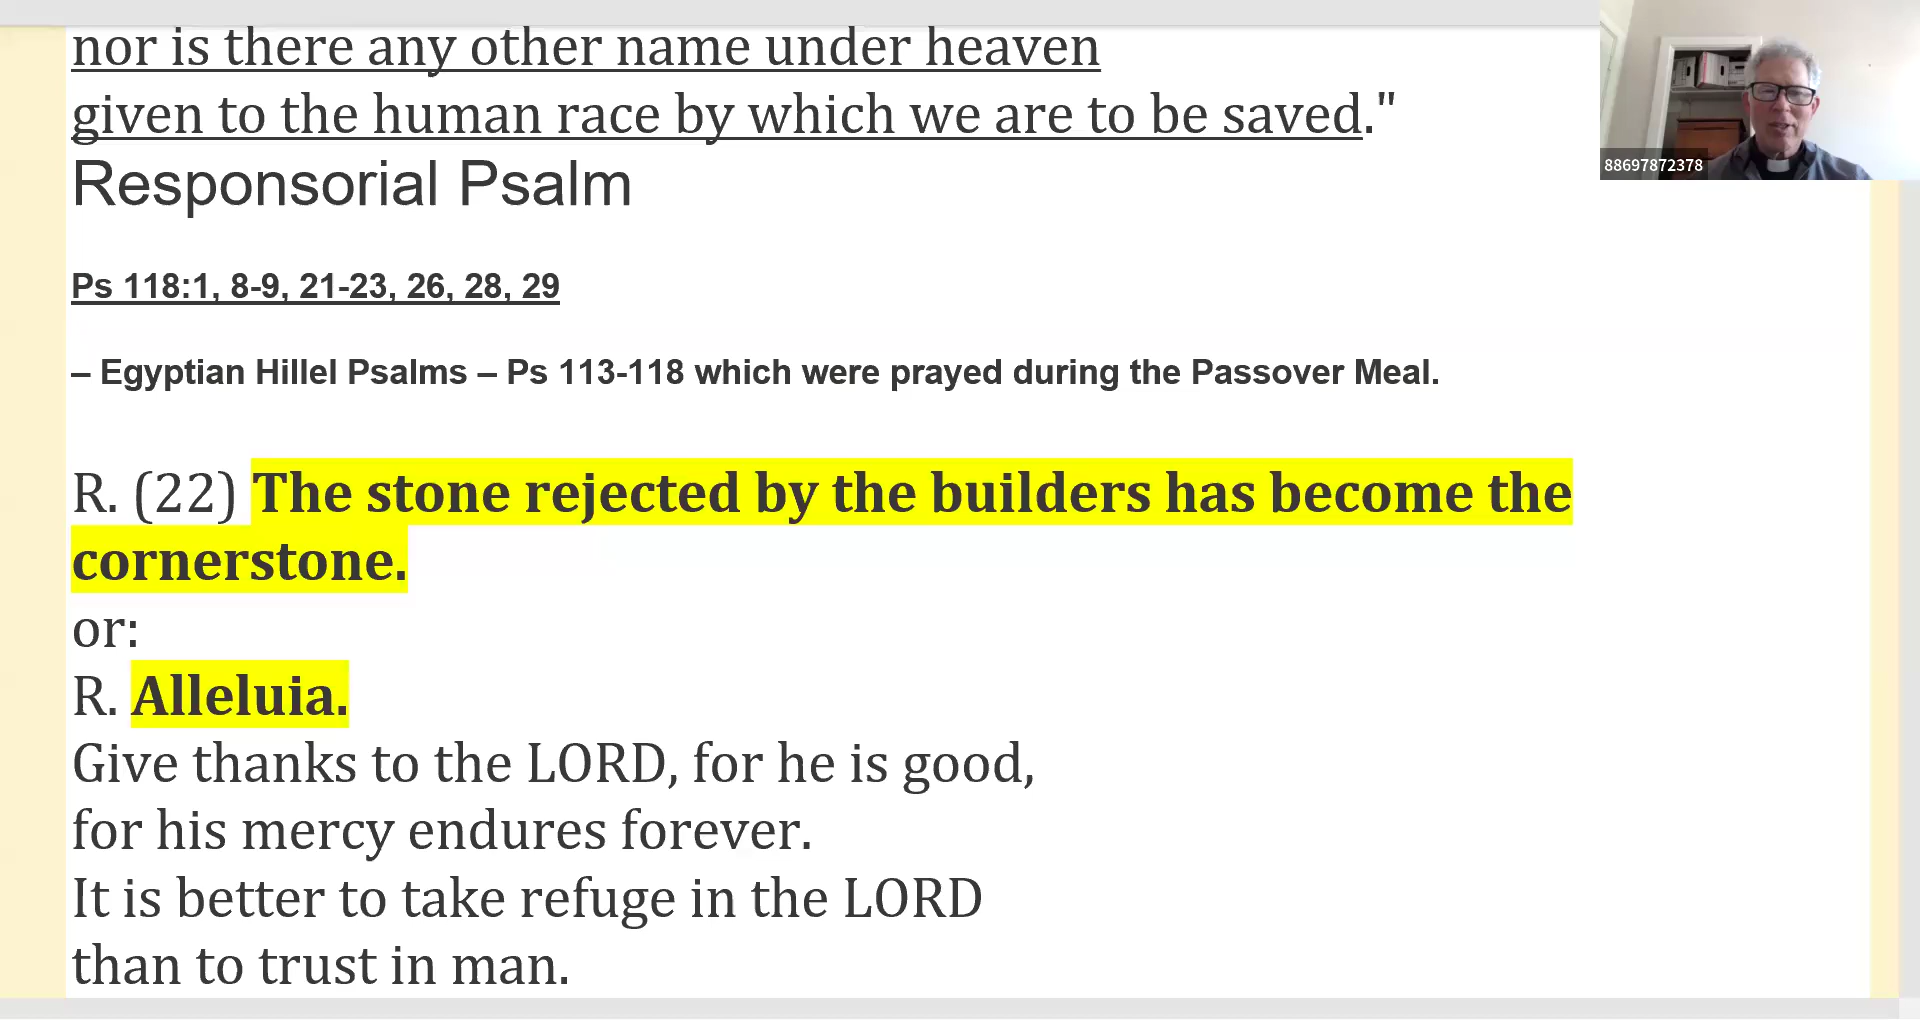 nor is there any other name under heaven
given to the human race by which we are to be saved."
Responsorial Psalm
Ps 118:1, 8-9, 21-23, 26, 28, 29
– Egyptian Hillel Psalms – Ps 113-118 which were prayed during the Passover Meal.
R. (22) The stone rejected by the builders has become the
cornerstone.
or:
R. Alleluia.
Give thanks to the LORD, for he is good,
for his mercy endures forever.
It is better to take refuge in the LORD
than to trust in man.
88697872378